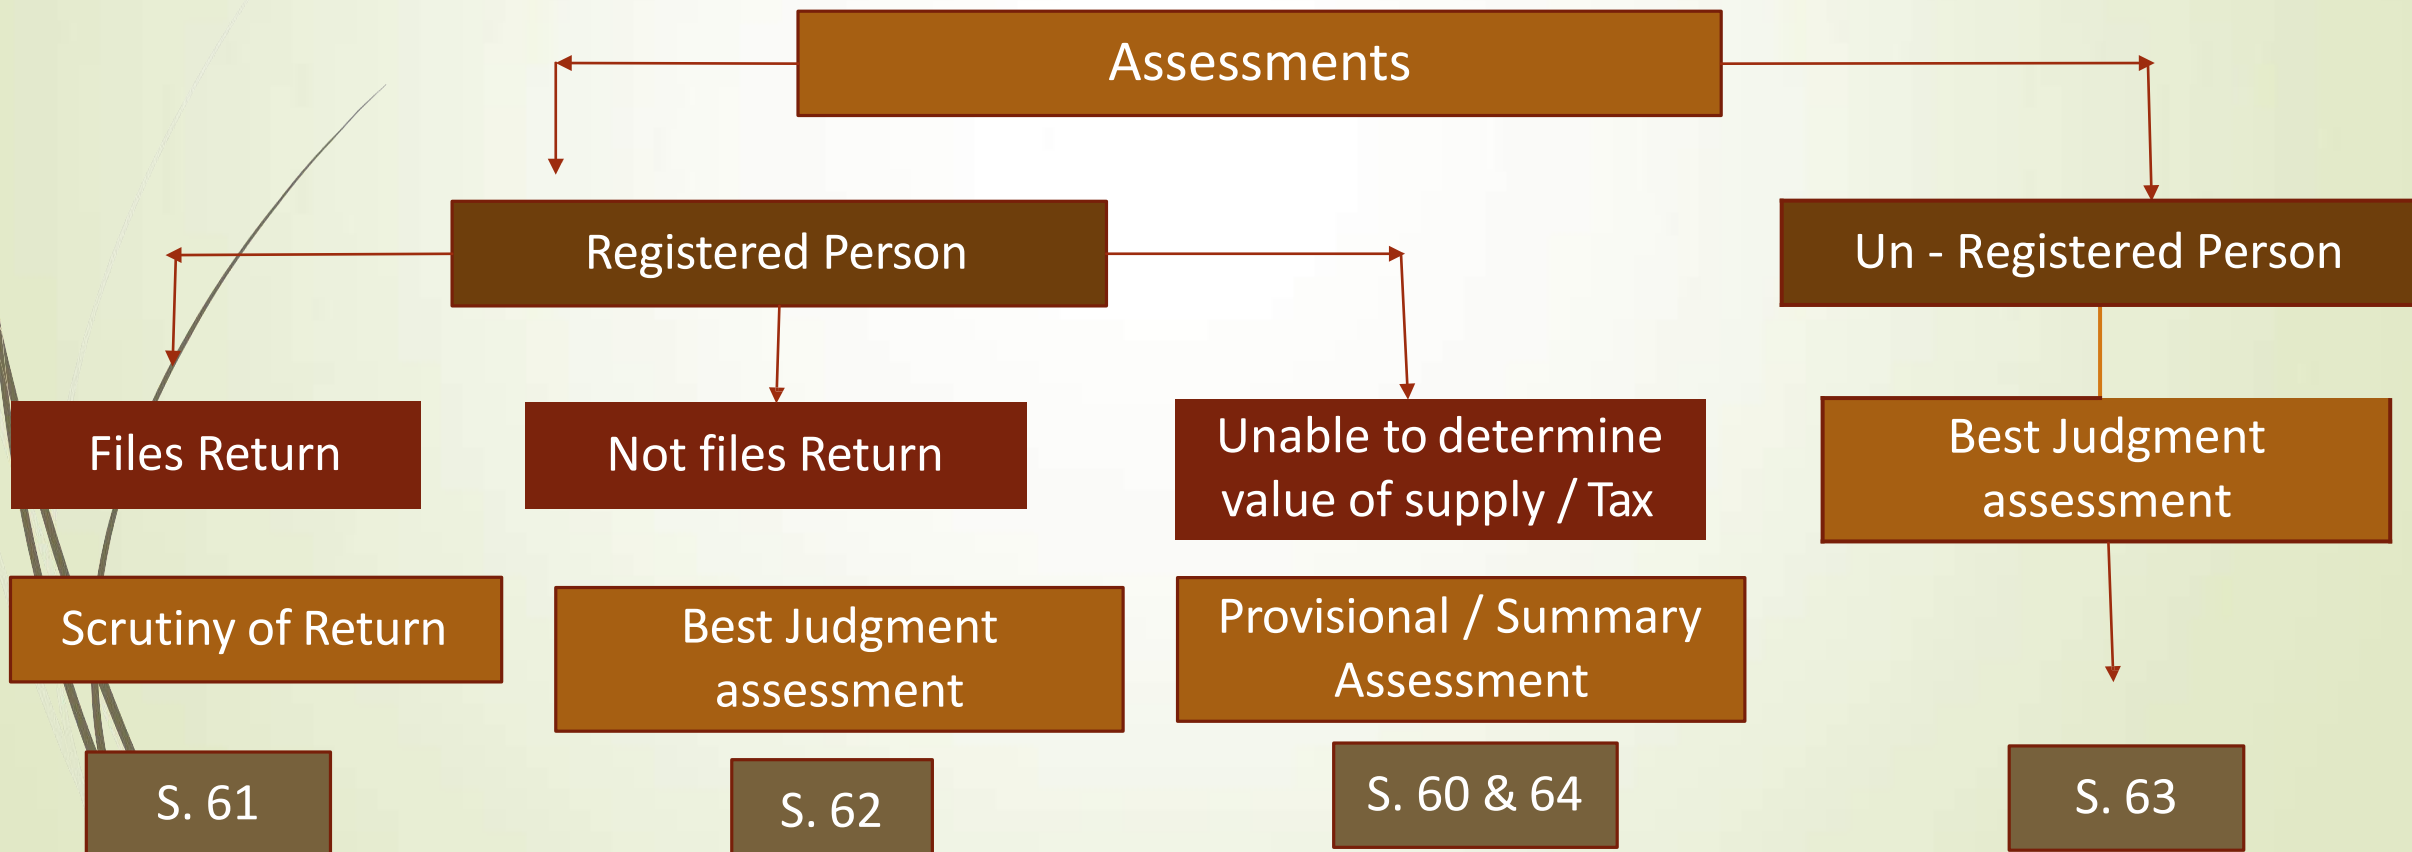 Assessments
Registered Person
Un - Registered Person
Files Return
Not files Return
Unable to determine
value of supply / Tax
Best Judgment
assessment
Scrutiny of Return
Best Judgment
assessment
Provisional / Summary
Assessment
S. 61
S. 62
S. 60 & 64
S. 63